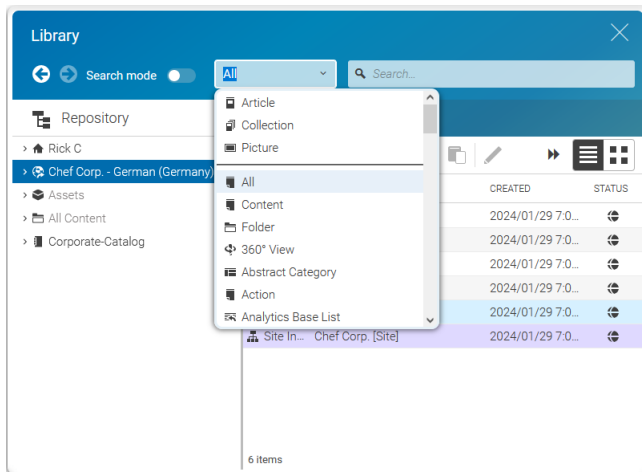 Library
Search mode
All
Search...
Repository
Rick C
Chef Corp. - German (Germany)
Assets
All Content
Corporate-Catalog
Article
Collection
Picture
All
Content
Folder
360° View
Abstract Category
Action
Analytics Base List
CREATED STATUS
2024/01/29 7:0...
2024/01/29 7:0...
2024/01/29 7:0...
2024/01/29 7:0...
2024/01/29 7:0...
Site In... Chef Corp. [Site] 2024/01/29 7:0...
6 items